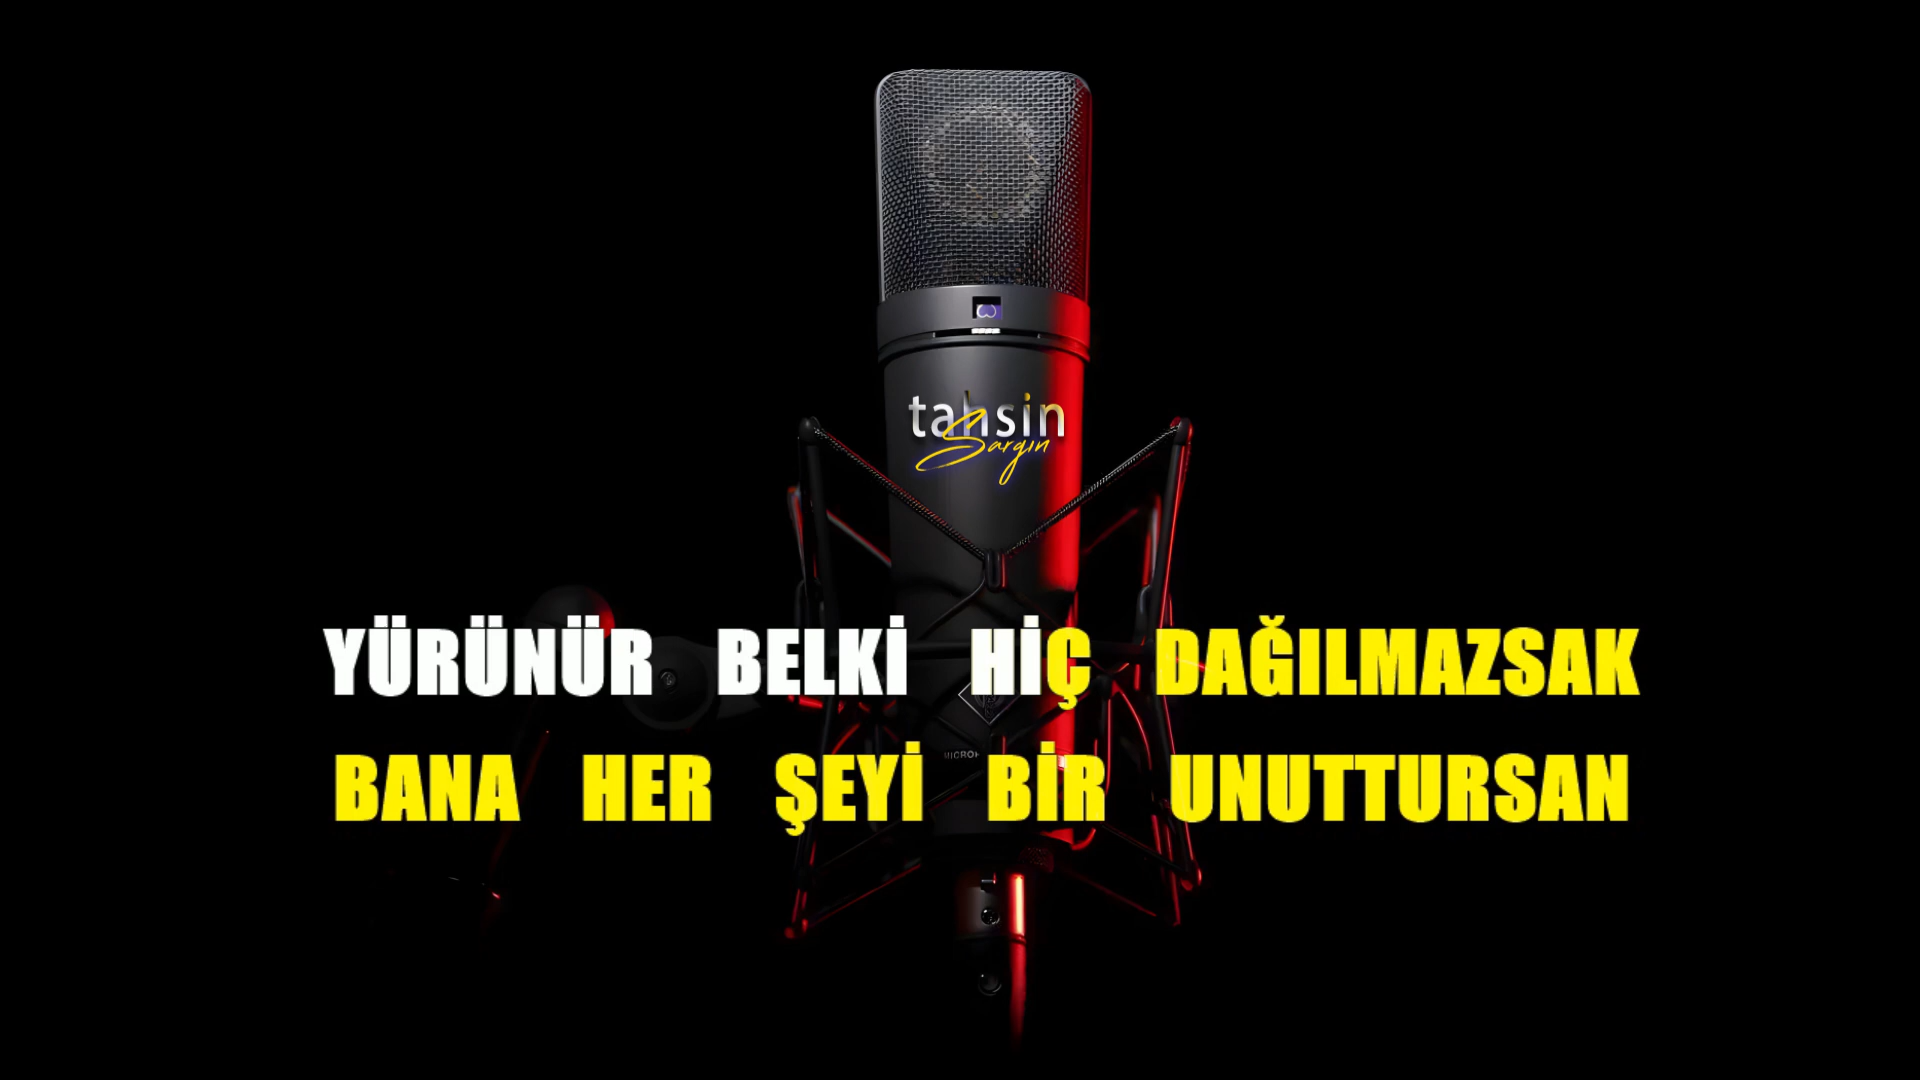 tahsin
Sargın
YÜRÜNÜR BELKİ HİÇ DAĞILMAZSAK
BANA HER ŞEYİ BİR UNUTTURSAN